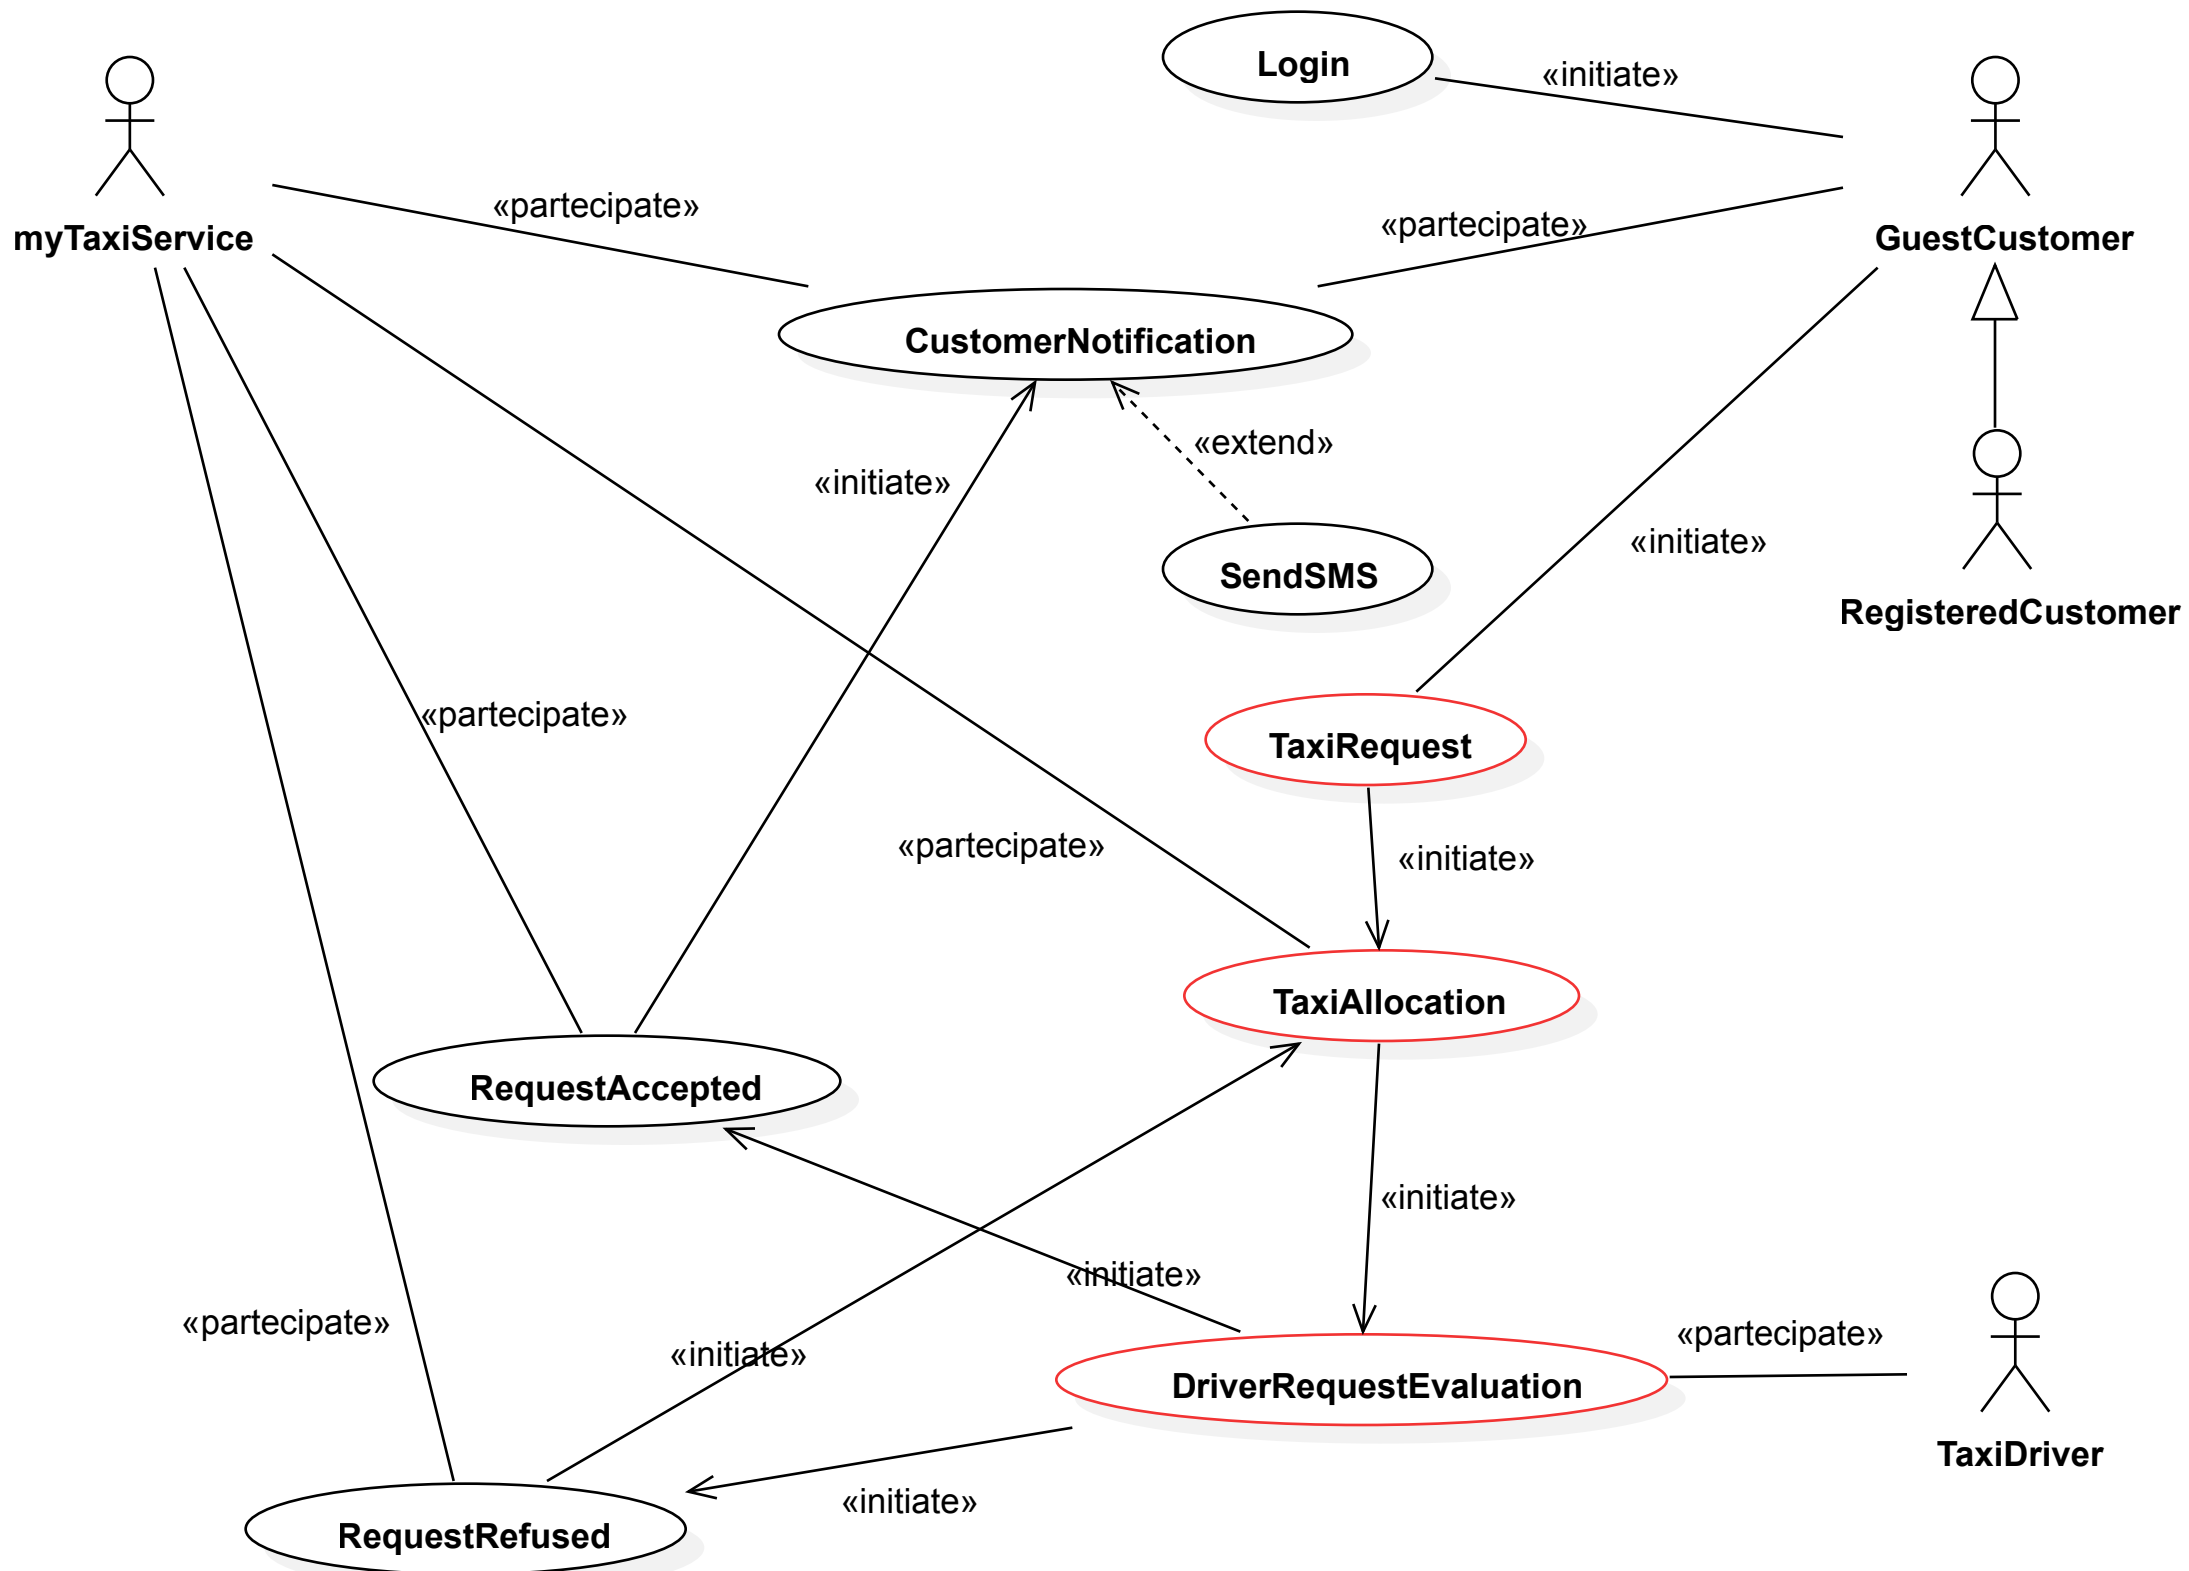 Login
«initiate»
«partecipate»
«partecipate»
myTaxiService
GuestCustomer
CustomerNotification
«extend»
«initiate»
«initiate»
SendSMS
RegisteredCustomer
«partecipate»
TaxiRequest
«partecipate»
«initiate»
TaxiAllocation
RequestAccepted
«initiate»
«initiate»
«partecipate»
«partecipate»
«initiate»
DriverRequestEvaluation
TaxiDriver
«initiate»
RequestRefused